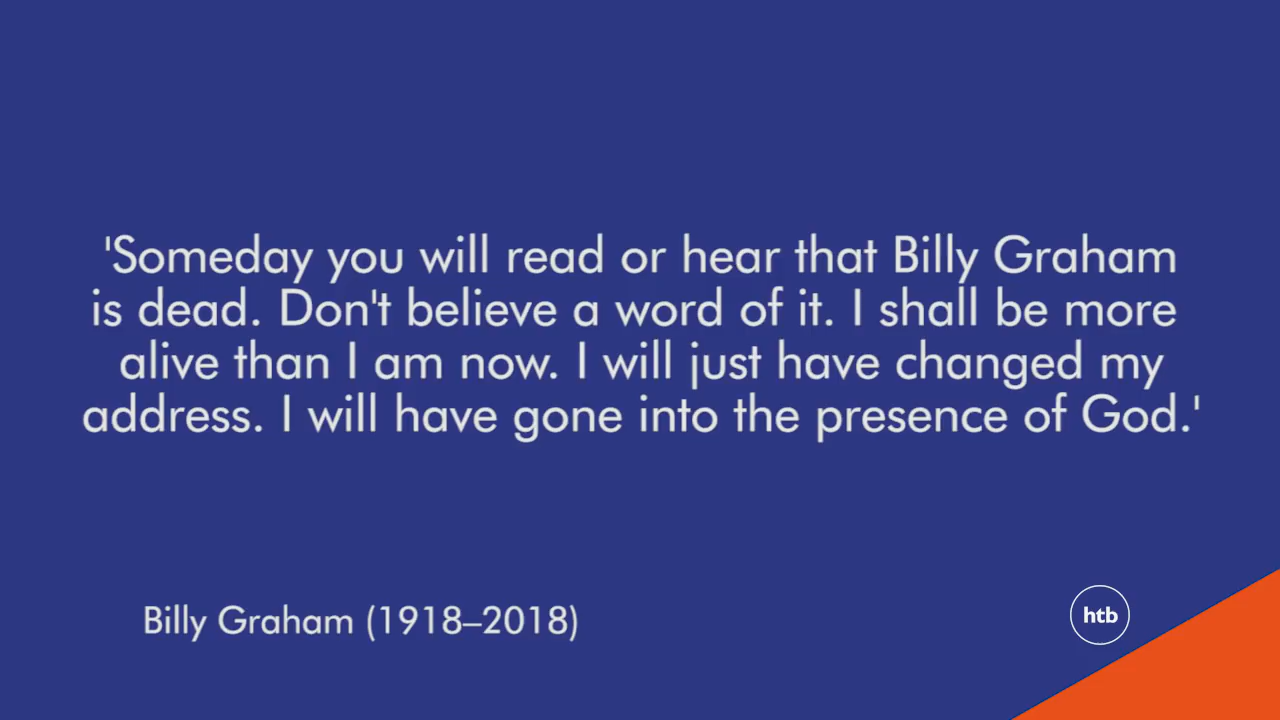 'Someday you will read or hear that Billy Graham
is dead. Don't believe a word of it. I shall be more
alive than I am now. I will just have changed my
address. I will have gone into the presence of God.'
Billy Graham (1918–2018)
htb